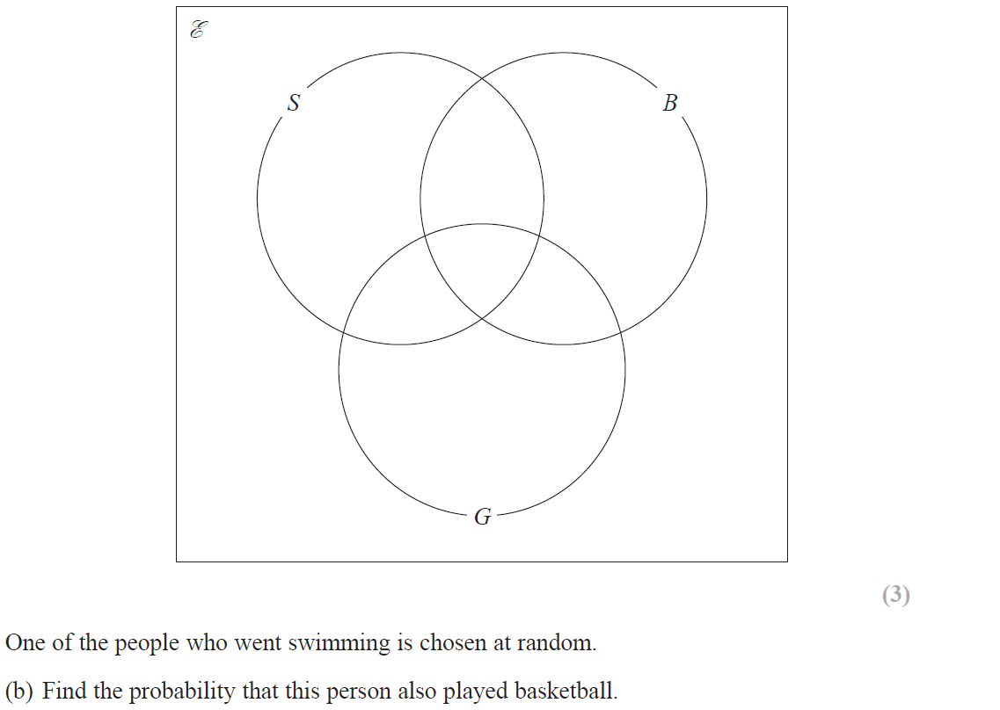 ℰ
S
B
G
(3)
One of the people who went swimming is chosen at random.
(b) Find the probability that this person also played basketball.